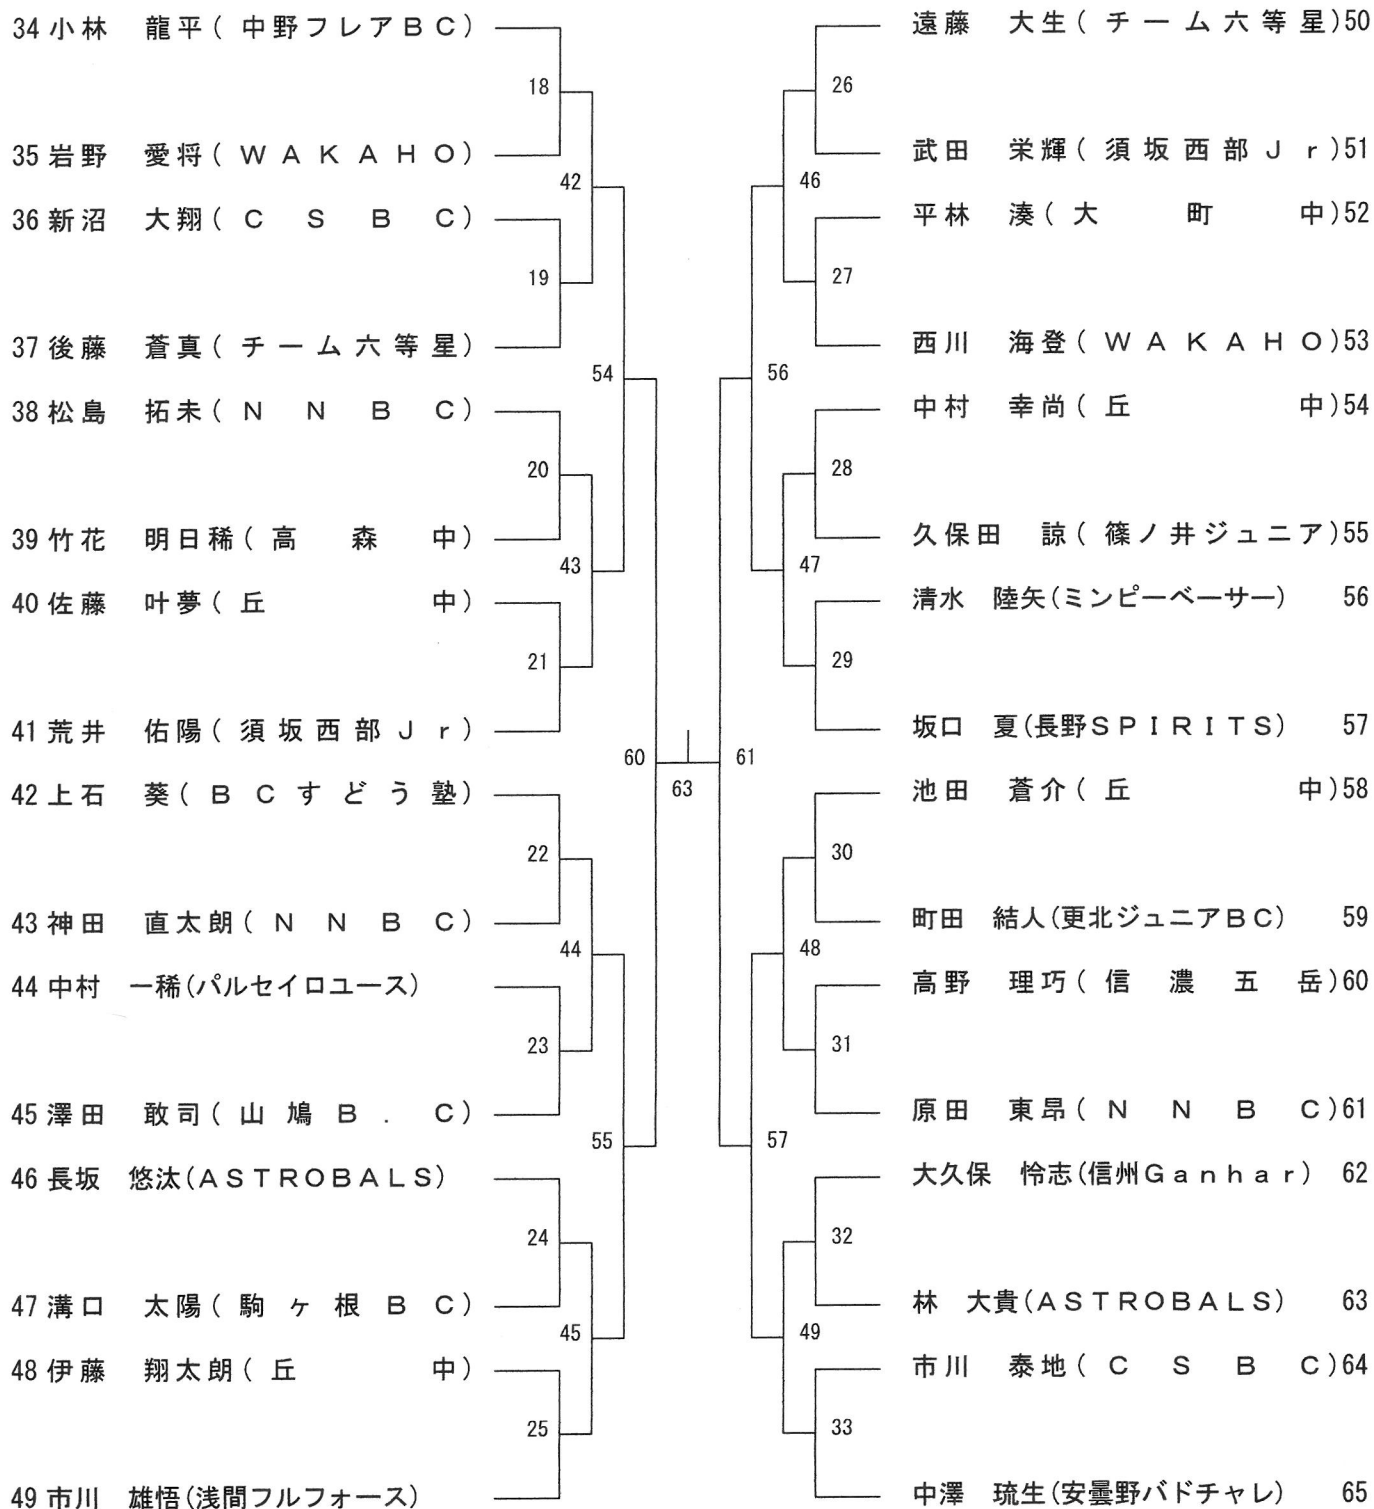 34 小林 龍平(中野フレアBC)
18
35 岩野 愛将(WAKAHO)
42
36 新沼 大翔(CSBC)
19
37 後藤 蒼真(チーム六等星)
54
38 松島 拓未(NNBC)
20
39 竹花 明日稀(高森中)
43
40 佐藤 叶夢(丘中)
21
41 荒井 佑陽(須坂西部Jr)
60
42 上石 葵(BCすどう塾)
22
43 神田 直太朗(NNBC)
44
44 中村 一稀(パルセイロユース)
23
45 澤田 敢司(山鳩B.C)
55
46 長坂 悠汰(ASTROBALS)
24
47 溝口 太陽(駒ヶ根BC)
45
48 伊藤 翔太朗(丘中)
25
49 市川 雄悟(浅間フルフォース)
63
遠藤 大生(チーム六等星)50
26
武田 栄輝(須坂西部Jr)51
46
平林 湊(大町中)52
27
西川 海登(WAKAHO)53
56
中村 幸尚(丘中)54
28
久保田 諒(篠ノ井ジュニア)55
47
清水 陸矢(ミンピーベーサー) 56
29
坂口 夏(長野SPIRITS) 57
61
池田 蒼介(丘中)58
30
町田 結人(更北ジュニアBC) 59
48
高野 理巧(信濃五岳)60
31
原田 東昂(NNBC)61
57
大久保 怜志(信州Ganhar) 62
32
林 大貴(ASTROBALS) 63
49
市川 泰地(CSBC)64
33
中澤 琉生(安曇野バドチャレ) 65